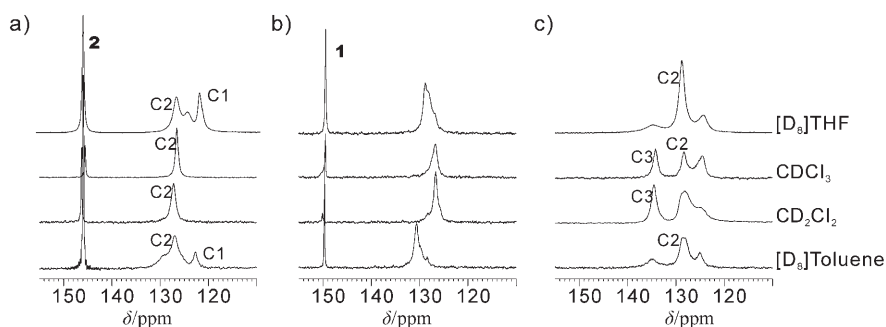 a)
2
C2
C1
C2
C2
C2
C1
150 140 130 120
δ/ppm
b)
1
150 140 130 120
δ/ppm
c)
C2
[D₈]THF
C3
C2
CDCl₃
C3
CD₂Cl₂
C2
[D₈]Toluene
150 140 130 120
δ/ppm